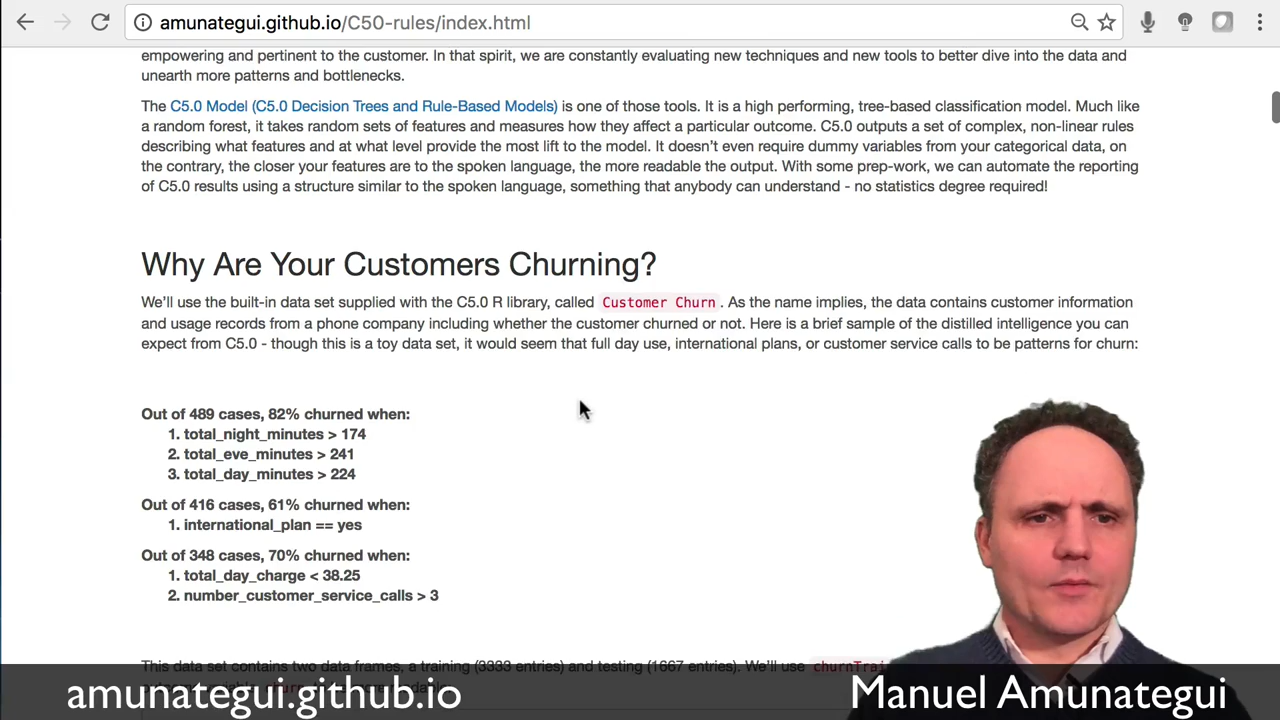 amunategui.github.io/C50-rules/index.html
empowering and pertinent to the customer. In that spirit, we are constantly evaluating new techniques and new tools to better dive into the data and
unearth more patterns and bottlenecks.
The C5.0 Model (C5.0 Decision Trees and Rule-Based Models) is one of those tools. It is a high performing, tree-based classification model. Much like
a random forest, it takes random sets of features and measures how they affect a particular outcome. C5.0 outputs a set of complex, non-linear rules
describing what features and at what level provide the most lift to the model. It doesn't even require dummy variables from your categorical data, on
the contrary, the closer your features are to the spoken language, the more readable the output. With some prep-work, we can automate the reporting
of C5.0 results using a structure similar to the spoken language, something that anybody can understand - no statistics degree required!
Why Are Your Customers Churning?
We'll use the built-in data set supplied with the C5.0 R library, called Customer Churn. As the name implies, the data contains customer information
and usage records from a phone company including whether the customer churned or not. Here is a brief sample of the distilled intelligence you can
expect from C5.0 - though this is a toy data set, it would seem that full day use, international plans, or customer service calls to be patterns for churn:
Out of 489 cases, 82% churned when:
1. total_night_minutes > 174
2. total_eve_minutes > 241
3. total_day_minutes > 224
Out of 416 cases, 61% churned when:
1. international_plan == yes
Out of 348 cases, 70% churned when:
1. total_day_charge < 38.25
2. number_customer_service_calls > 3
This data set contains two data frames, a training (3333 entries) and testing (1667 entries). We'll use
amunategui.github.io
Manuel Amunategui